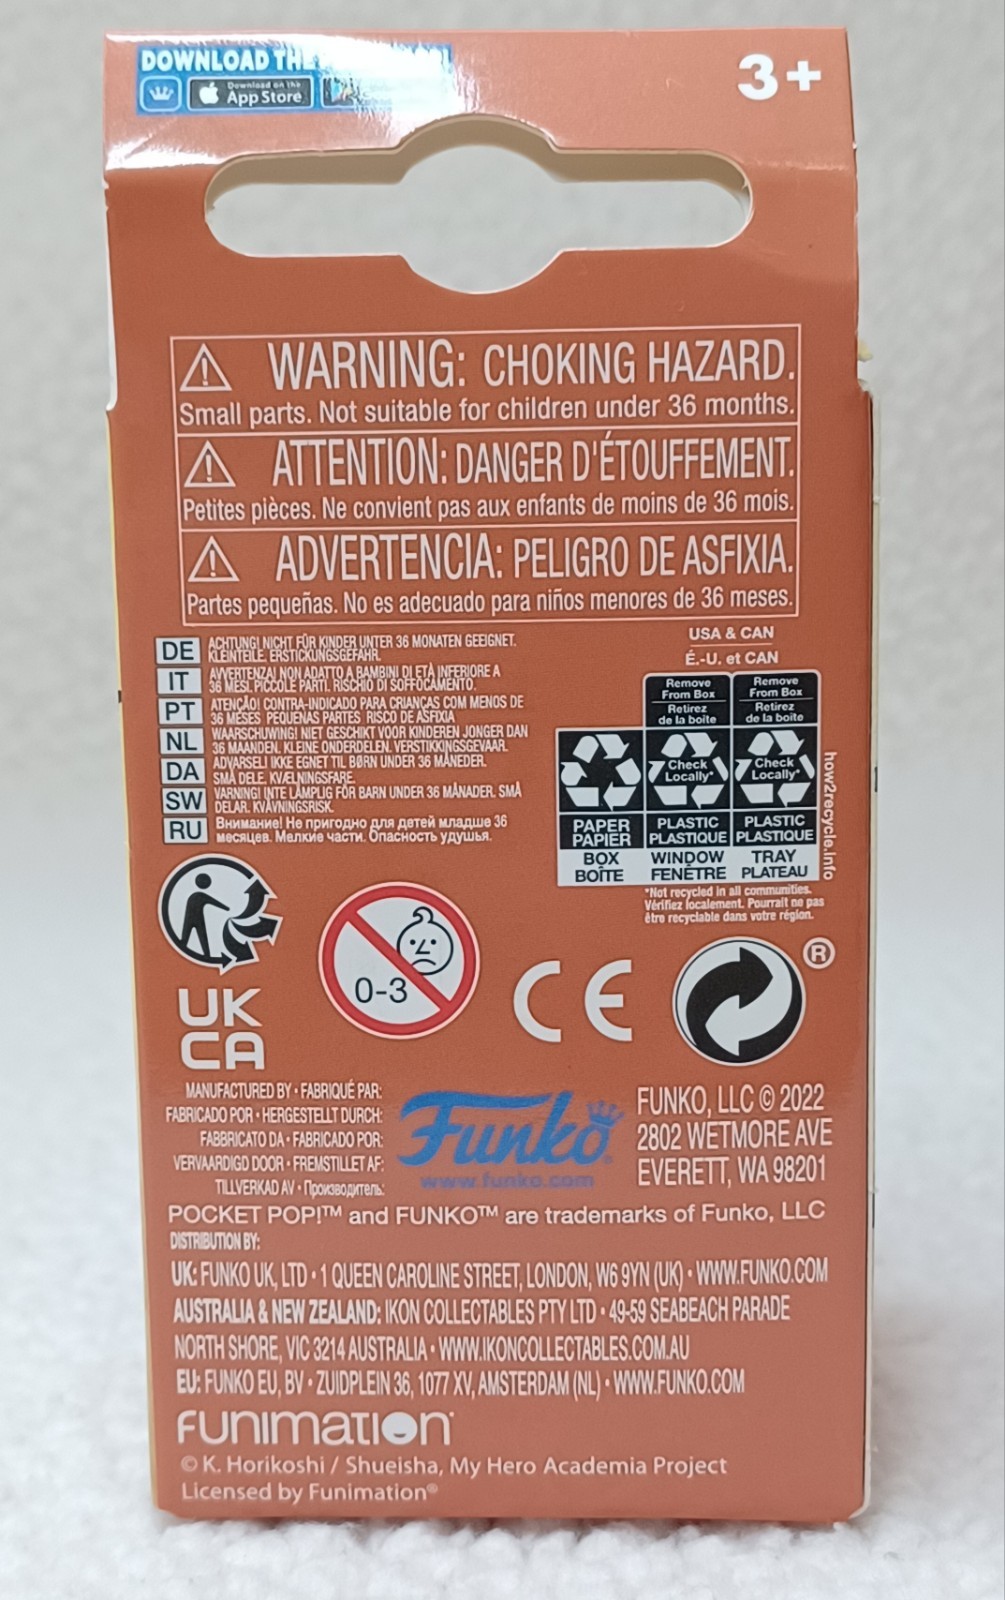 DOWNLOAD THE
Download on the
App Store
3+
WARNING: CHOKING HAZARD.
Small parts. Not suitable for children under 36 months.
ATTENTION: DANGER D'ÉTOUFFEMENT.
Petites pièces. Ne convient pas aux enfants de moins de 36 mois.
ADVERTENCIA: PELIGRO DE ASFIXIA.
Partes pequeñas. No es adecuado para niños menores de 36 meses.
DE ACHTUNG! NICHT FÜR KINDER UNTER 36 MONATEN GEEIGNET.
KLEINTEILE. ERSTICKUNGSGEFAHR.
IT AVVERTENZA! NON ADATTO A BAMBINI DI ETÀ INFERIORE A
36 MESI. PICCOLE PARTI. RISCHIO DI SOFFOCAMENTO.
PT ATENÇÃO! CONTRA-INDICADO PARA CRIANÇAS COM MENOS DE
36 MESES PEQUENAS PARTES RISCO DE ASFIXIA
NL WAARSCHUWING! NIET GESCHIKT VOOR KINDEREN JONGER DAN
36 MAANDEN. KLEINE ONDERDELEN. VERSTIKKINGSGEVAAR.
DA ADVARSEL! IKKE EGNET TIL BØRN UNDER 36 MÅNEDER.
SMÅ DELE. KVÆLNINGSFARE.
SW VARNING! INTE LÄMPLIG FÖR BARN UNDER 36 MÅNADER. SMÅ
DELAR. KVÄVNINGSRISK.
RU Внимание! Не пригодно для детей младше 36
месяцев. Мелкие части. Опасность удушья.
USA & CAN
É.-U. et CAN
Remove
From Box
Retirez
de la boîte
Remove
From Box
Retirez
de la boîte
Check
Locally*
Check
Locally*
PAPER
PAPIER
PLASTIC
PLASTIQUE
PLASTIC
PLASTIQUE
BOX
BOÎTE
WINDOW
FENÊTRE
TRAY
PLATEAU
how2recycle.info
*Not recycled in all communities.
Vérifiez localement. Pourrait ne pas
être recyclable dans votre région.
0-3
UK
CA
CE
®
MANUFACTURED BY • FABRIQUÉ PAR:
FABRICADO POR • HERGESTELLT DURCH:
FABBRICATO DA • FABRICADO POR:
VERVAARDIGD DOOR • FREMSTILLET AF:
TILLVERKAD AV • Производитель:
Funko
www.funko.com
FUNKO, LLC © 2022
2802 WETMORE AVE
EVERETT, WA 98201
POCKET POP!™ and FUNKO™ are trademarks of Funko, LLC
DISTRIBUTION BY:
UK: FUNKO UK, LTD • 1 QUEEN CAROLINE STREET, LONDON, W6 9YN (UK) • WWW.FUNKO.COM
AUSTRALIA & NEW ZEALAND: IKON COLLECTABLES PTY LTD • 49-59 SEABEACH PARADE
NORTH SHORE, VIC 3214 AUSTRALIA • WWW.IKONCOLLECTABLES.COM.AU
EU: FUNKO EU, BV • ZUIDPLEIN 36, 1077 XV, AMSTERDAM (NL) • WWW.FUNKO.COM
FUNIMATION
© K. Horikoshi / Shueisha, My Hero Academia Project
Licensed by Funimation®